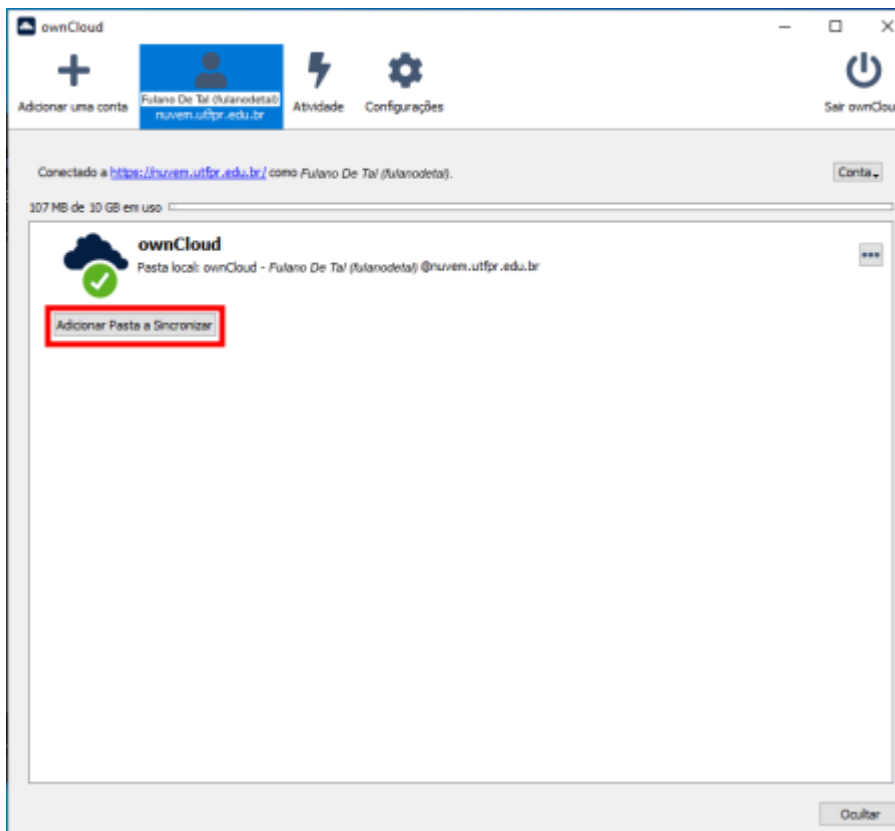 ownCloud
Adicionar uma conta
Fulano De Tal (fulanodetal)
nuvem.utfpr.edu.br
Atividade
Configurações
Sair ownClou
Conectado a https://nuvem.utfpr.edu.br/ como Fulano De Tal (fulanodetal).
Conta
107 MB de 10 GB em uso
ownCloud
Pasta local: ownCloud - Fulano De Tal (fulanodetal) @nuvem.utfpr.edu.br
Adicionar Pasta a Sincronizar
Ocultar